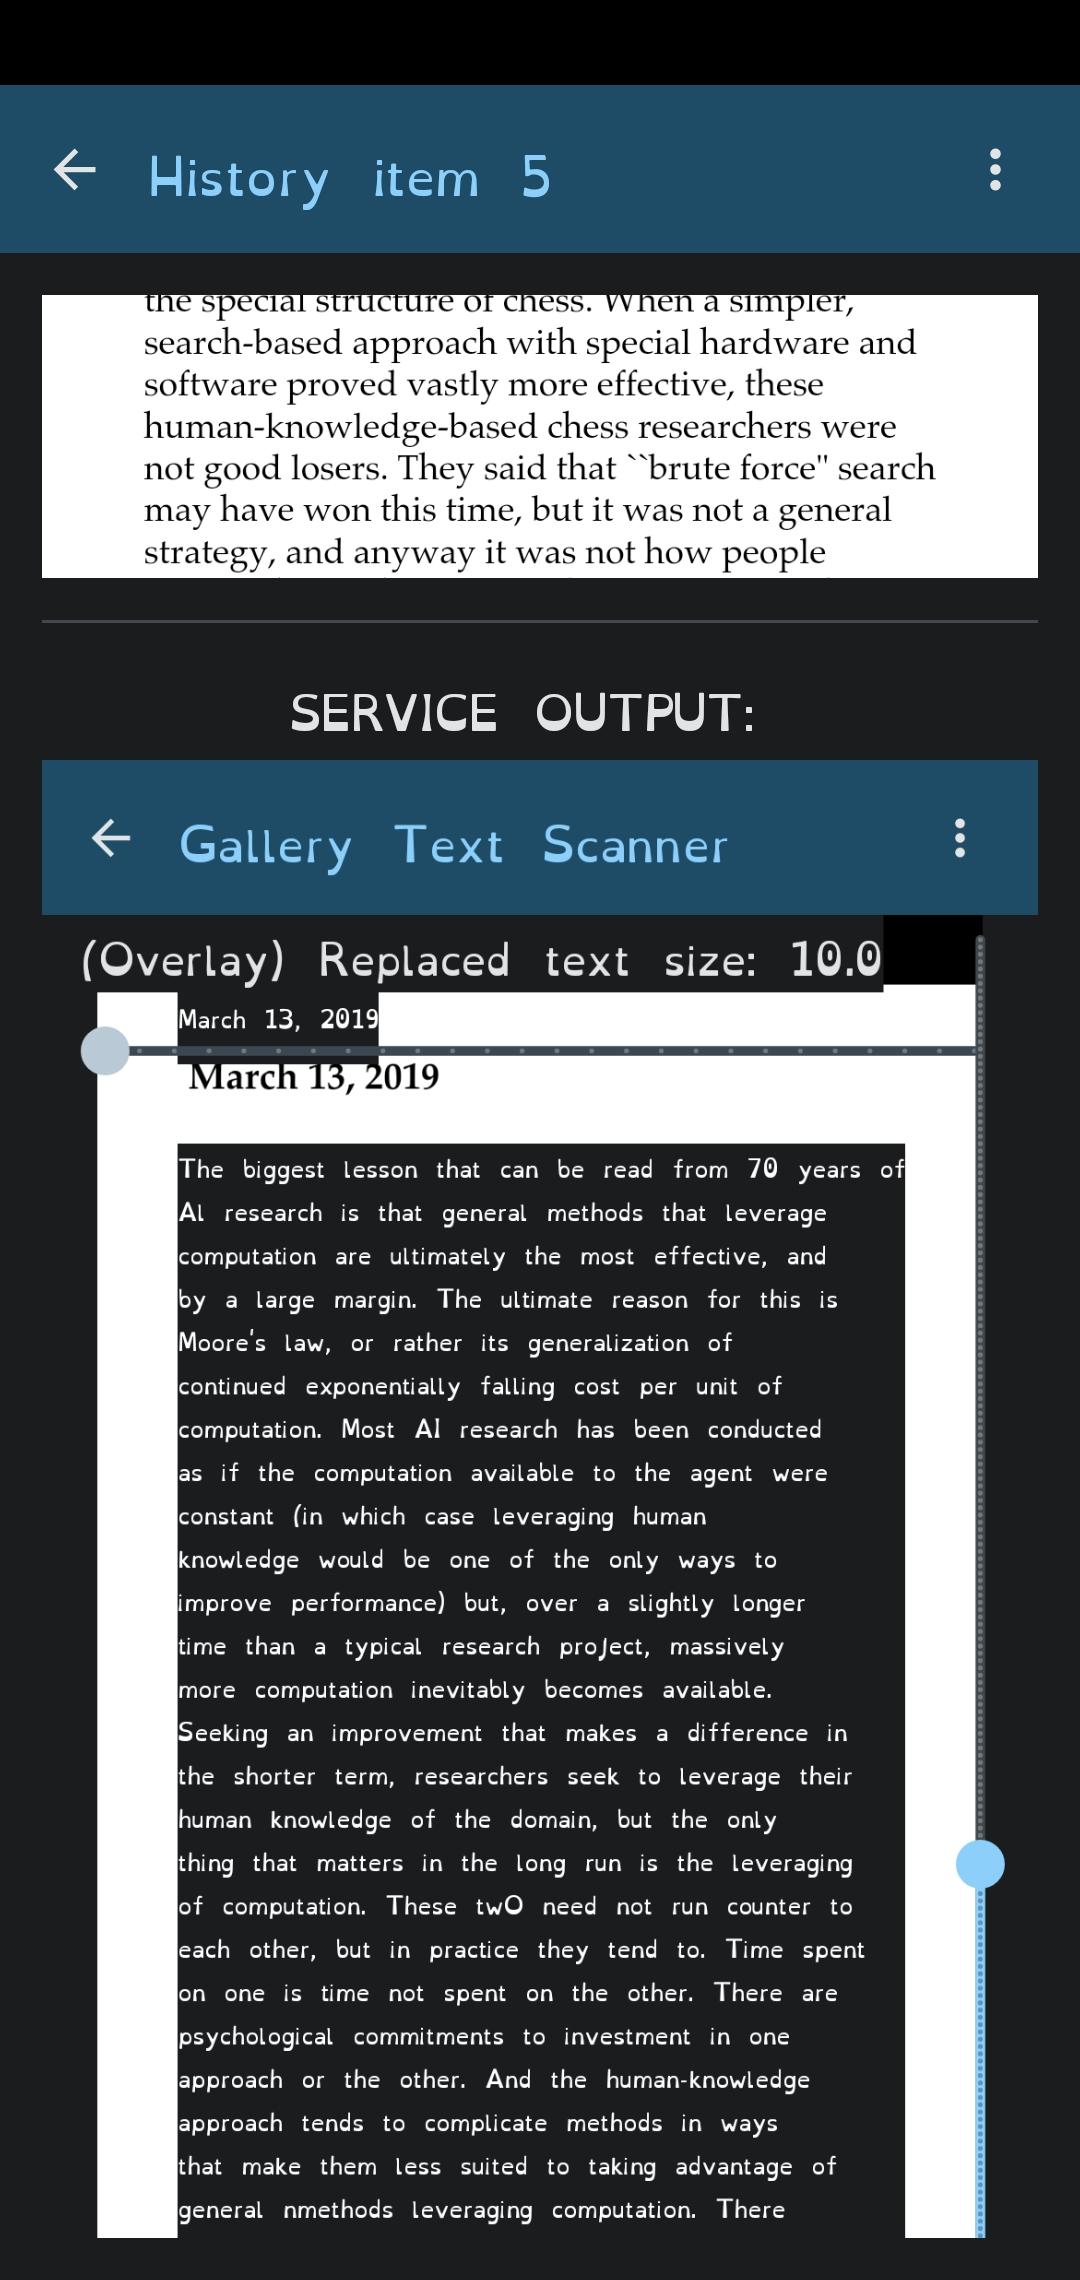 History item 5
the special structure of chess. When a simpler,
search-based approach with special hardware and
software proved vastly more effective, these
human-knowledge-based chess researchers were
not good losers. They said that ``brute force" search
may have won this time, but it was not a general
strategy, and anyway it was not how people
SERVICE OUTPUT:
Gallery Text Scanner
(Overlay) Replaced text size: 10.0
March 13, 2019
March 13, 2019
The biggest lesson that can be read from 70 years of
Al research is that general methods that leverage
computation are ultimately the most effective, and
by a large margin. The ultimate reason for this is
Moore's law, or rather its generalization of
continued exponentially falling cost per unit of
computation. Most AI research has been conducted
as if the computation available to the agent were
constant (in which case leveraging human
knowledge would be one of the only ways to
improve performance) but, over a slightly longer
time than a typical research proJect, massively
more computation inevitably becomes available.
Seeking an improvement that makes a difference in
the shorter term, researchers seek to leverage their
human knowledge of the domain, but the only
thing that matters in the long run is the leveraging
of computation. These twO need not run counter to
each other, but in practice they tend to. Time spent
on one is time not spent on the other. There are
psychological commitments to investment in one
approach or the other. And the human-knowledge
approach tends to complicate methods in ways
that make them less suited to taking advantage of
general nmethods leveraging computation. There